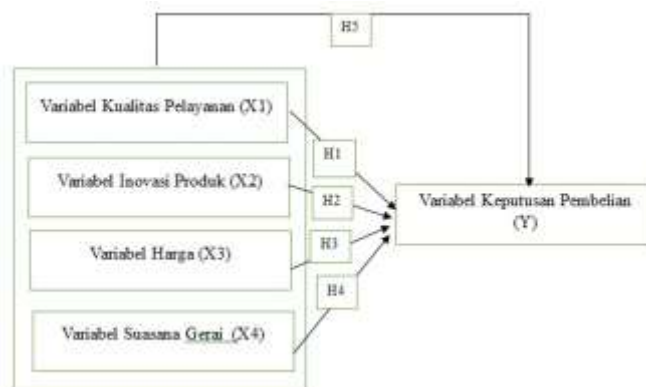 H5
Variabel Kualitas Pelayanan (X1)
H1
Variabel Inovasi Produk (X2)
H2
Variabel Keputusan Pembelian
(Y)
Variabel Harga (X3)
H3
H4
Variabel Suasana Gerai (X4)